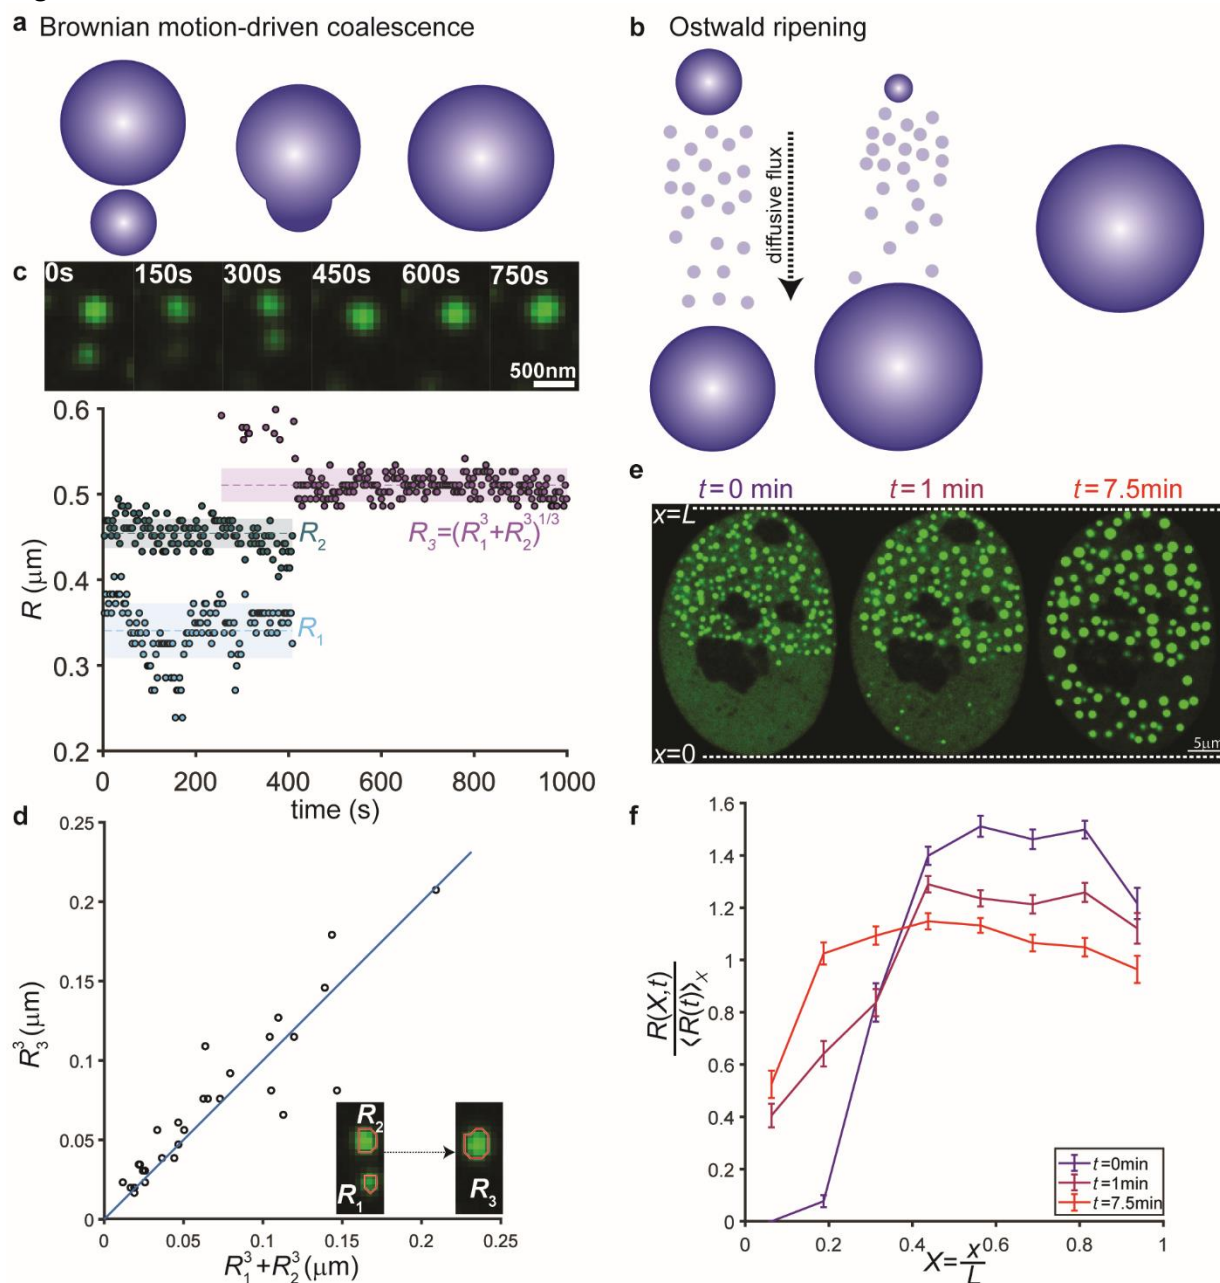 a Brownian motion-driven coalescence
b Ostwald ripening
diffusive flux
c
0s 150s 300s 450s 600s 750s
500nm
0.6
0.5
0.4
0.3
0.2
R (μm)
R₂
R₁
R₃=(R₁³+R₂³)^1/3
0 200 400 600 800 1000
time (s)
d
0.25
0.2
0.15
0.1
0.05
0
R₃³(μm)
R₂
R₁
R₃
0 0.05 0.1 0.15 0.2 0.25
R₁³+R₂³(μm)
e
t=0 min t=1 min t=7.5min
x=L
x=0
5μm
f
1.6
1.4
1.2
1
0.8
0.6
0.4
0.2
0
R(X,t)
⟨R(t)⟩X
t=0min
t=1min
t=7.5min
0 0.2 0.4 0.6 0.8 1
X=x/L